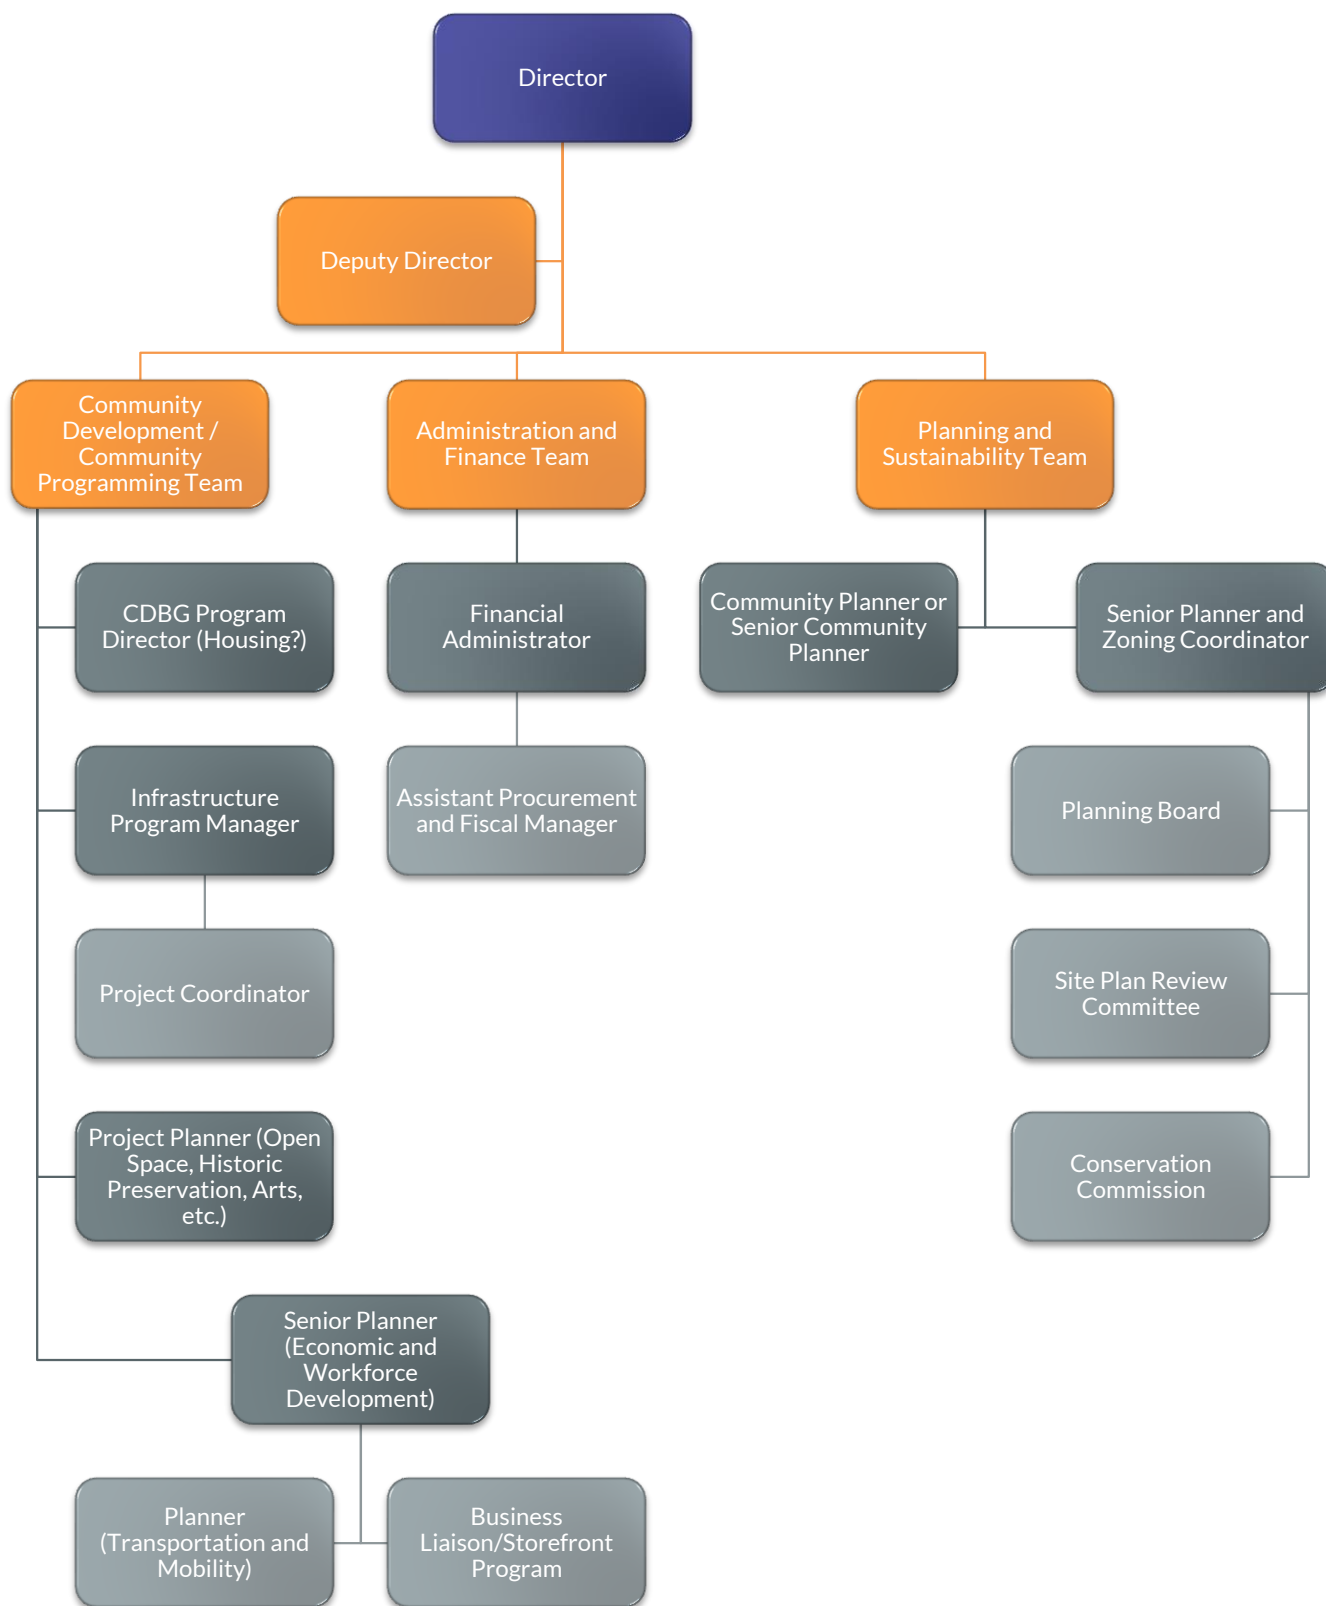 Director
Deputy Director
Community
Development /
Community
Programming Team
Administration and
Finance Team
Planning and
Sustainability Team
CDBG Program
Director (Housing?)
Financial
Administrator
Community Planner or
Senior Community
Planner
Senior Planner and
Zoning Coordinator
Infrastructure
Program Manager
Assistant Procurement
and Fiscal Manager
Planning Board
Project Coordinator
Site Plan Review
Committee
Project Planner (Open
Space, Historic
Preservation, Arts,
etc.)
Conservation
Commission
Senior Planner
(Economic and
Workforce
Development)
Planner
(Transportation and
Mobility)
Business
Liaison/Storefront
Program